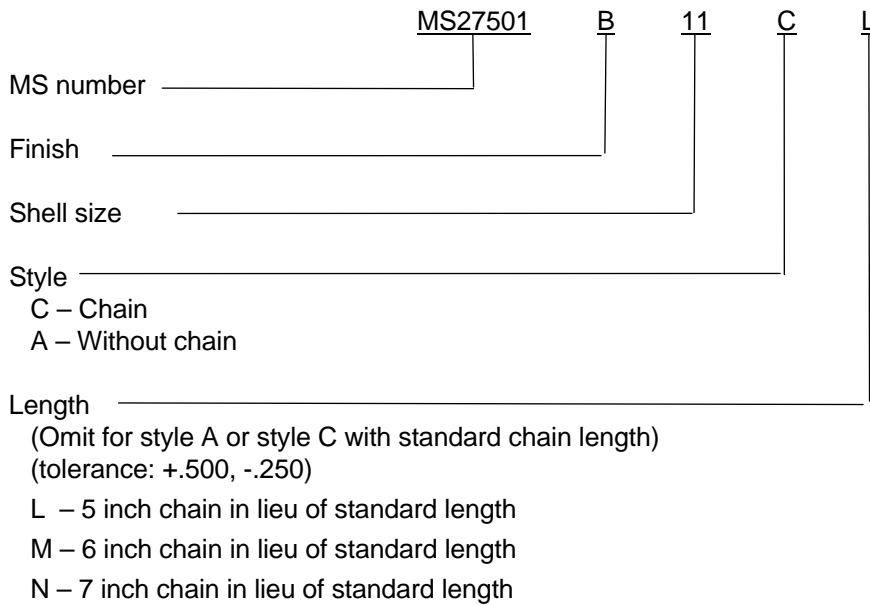 MS27501 B 11 C L
MS number
Finish
Shell size
Style
C – Chain
A – Without chain
Length
(Omit for style A or style C with standard chain length)
(tolerance: +.500, -.250)
L – 5 inch chain in lieu of standard length
M – 6 inch chain in lieu of standard length
N – 7 inch chain in lieu of standard length